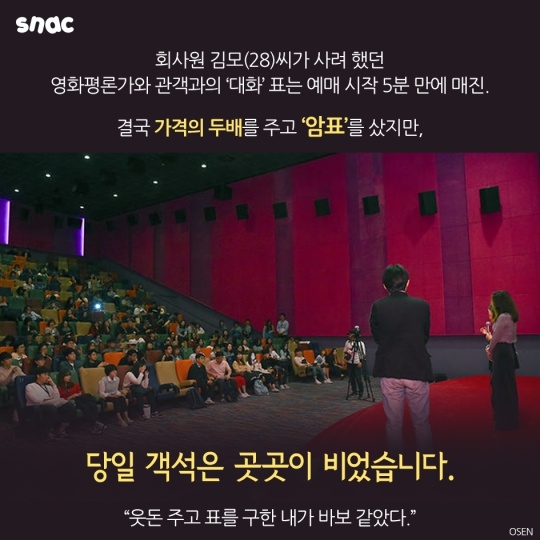 snac
회사원 김모(28)씨가 사려 했던
영화평론가와 관객과의 ‘대화’ 표는 예매 시작 5분 만에 매진.
결국 가격의 두배를 주고 ‘암표’를 샀지만,
당일 객석은 곳곳이 비었습니다.
“웃돈 주고 표를 구한 내가 바보 같았다.”
OSEN